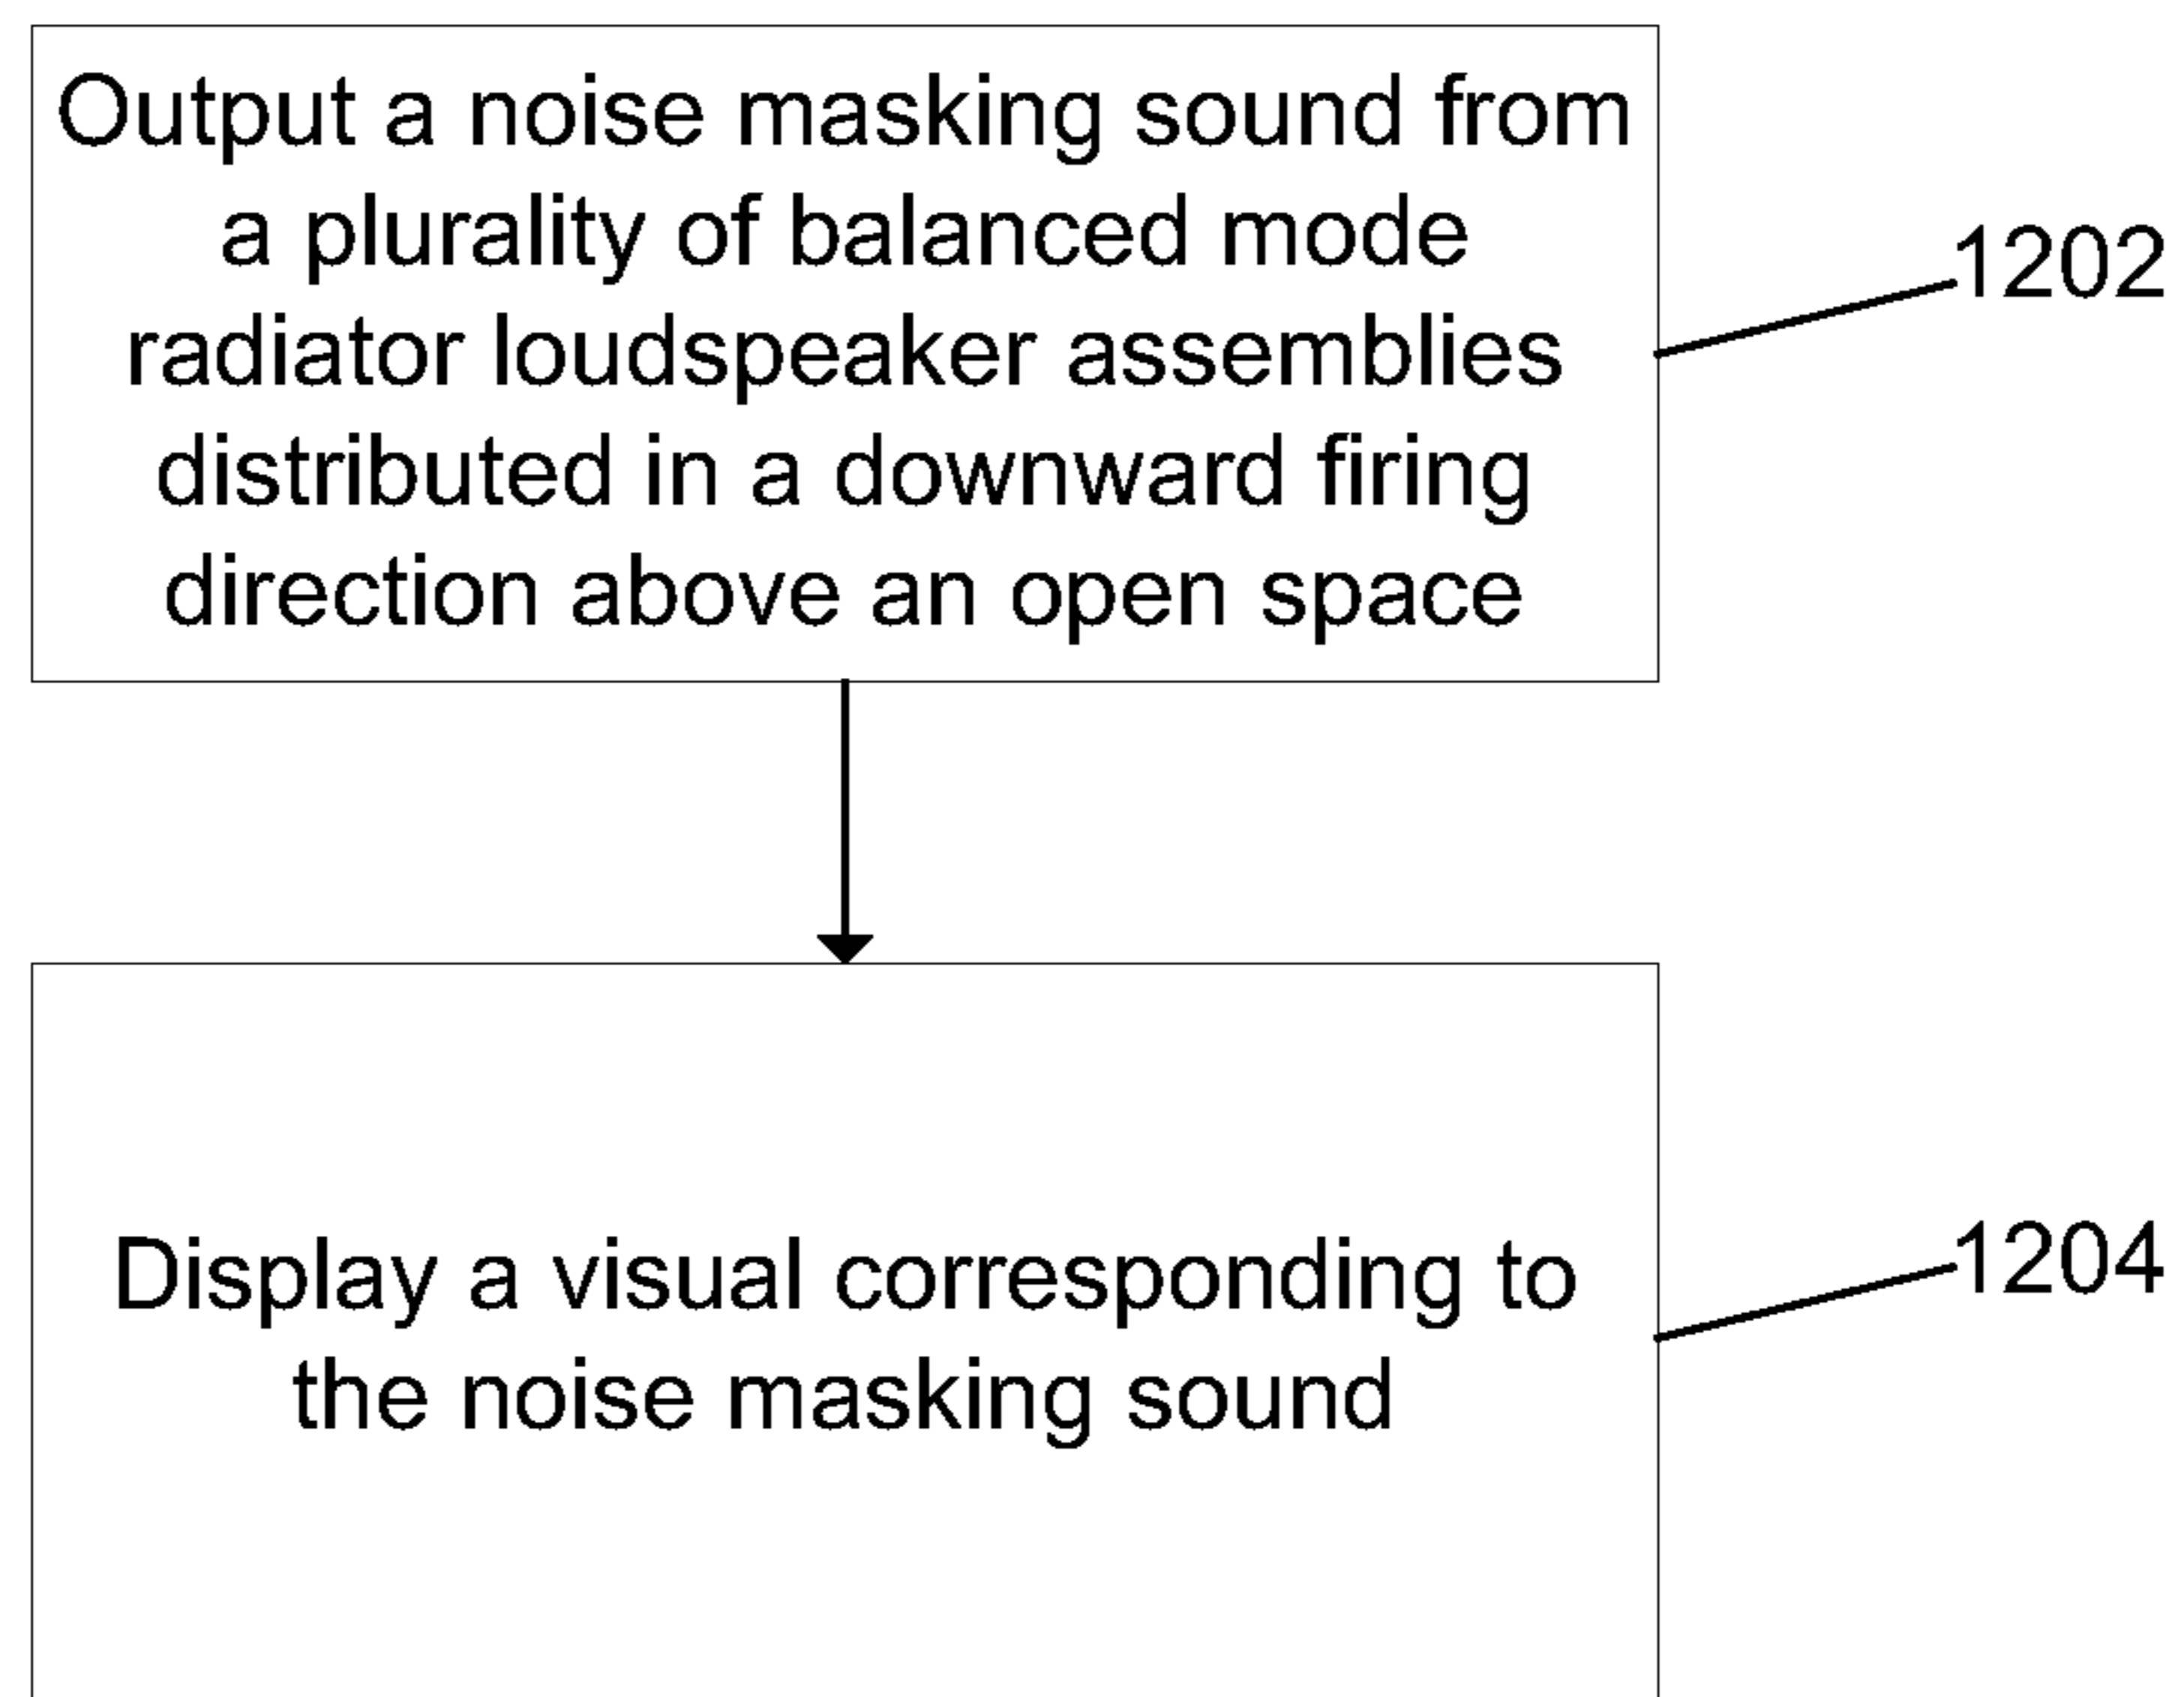 Output a noise masking sound from
a plurality of balanced mode
radiator loudspeaker assemblies
distributed in a downward firing
direction above an open space
1202
Display a visual corresponding to
the noise masking sound
1204